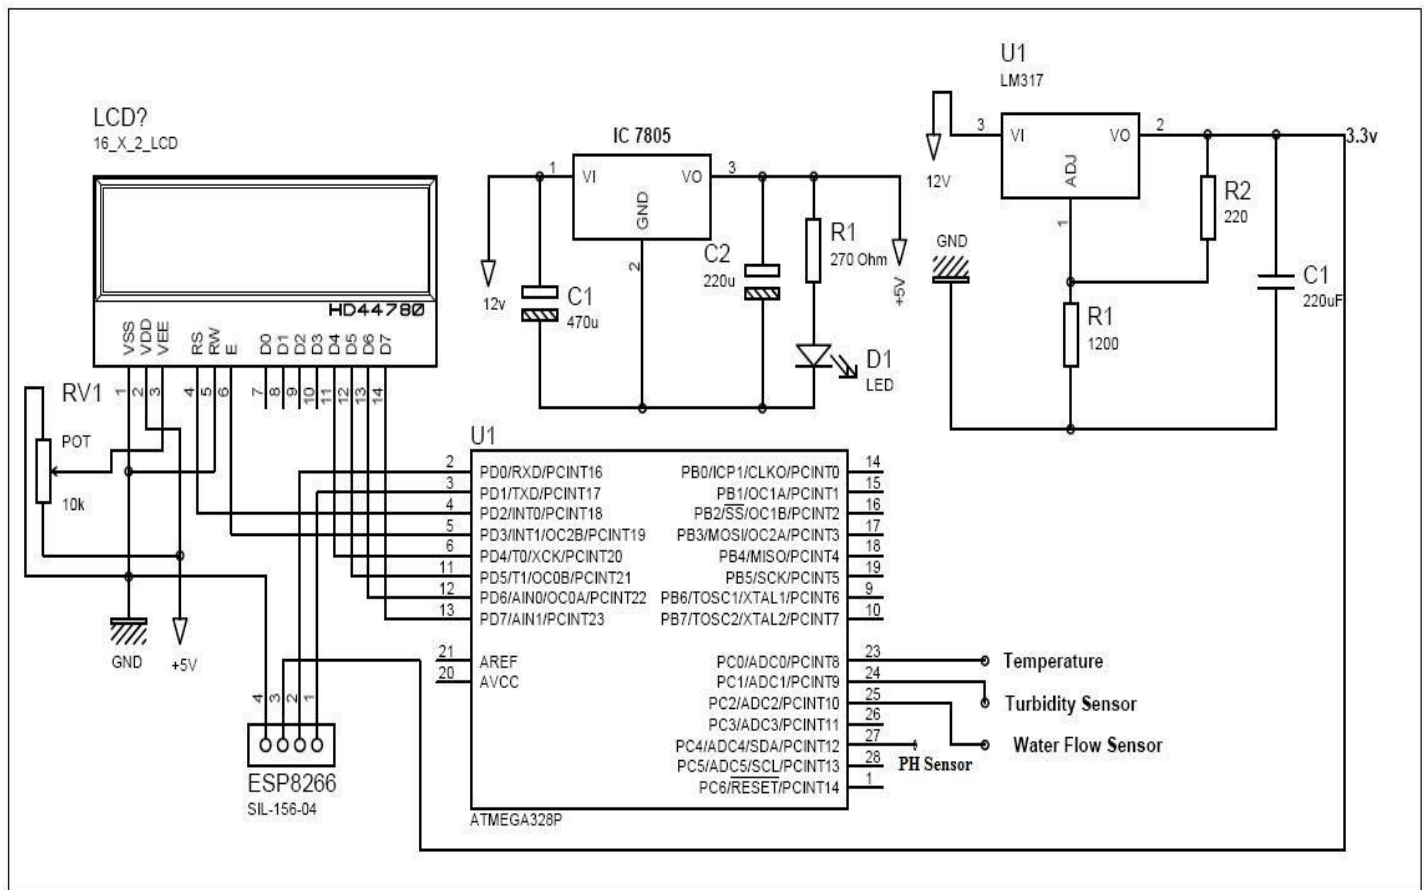 LCD?
16_X_2_LCD
HD44780
VSS
VDD
VEE
RS
RW
E
D0
D1
D2
D3
D4
D5
D6
D7
1
2
3
4
5
6
7
8
9
10
11
12
13
14
RV1
POT
10k
GND
+5V
4
3
2
1
ESP8266
SIL-156-04
IC 7805
1
VI
VO
3
GND
2
12v
C1
470u
C2
220u
R1
270 Ohm
+5V
D1
LED
U1
LM317
3
VI
VO
2
3.3v
ADJ
1
12V
GND
R2
220
R1
1200
C1
220uF
U1
2 PD0/RXD/PCINT16
3 PD1/TXD/PCINT17
4 PD2/INT0/PCINT18
5 PD3/INT1/OC2B/PCINT19
6 PD4/T0/XCK/PCINT20
11 PD5/T1/OC0B/PCINT21
12 PD6/AIN0/OC0A/PCINT22
13 PD7/AIN1/PCINT23
21 AREF
20 AVCC
PB0/ICP1/CLKO/PCINT0 14
PB1/OC1A/PCINT1 15
PB2/SS/OC1B/PCINT2 16
PB3/MOSI/OC2A/PCINT3 17
PB4/MISO/PCINT4 18
PB5/SCK/PCINT5 19
PB6/TOSC1/XTAL1/PCINT6 9
PB7/TOSC2/XTAL2/PCINT7 10
PC0/ADC0/PCINT8 23
PC1/ADC1/PCINT9 24
PC2/ADC2/PCINT10 25
PC3/ADC3/PCINT11 26
PC4/ADC4/SDA/PCINT12 27
PC5/ADC5/SCL/PCINT13 28
PC6/RESET/PCINT14 1
Temperature
Turbidity Sensor
Water Flow Sensor
PH Sensor
ATMEGA328P